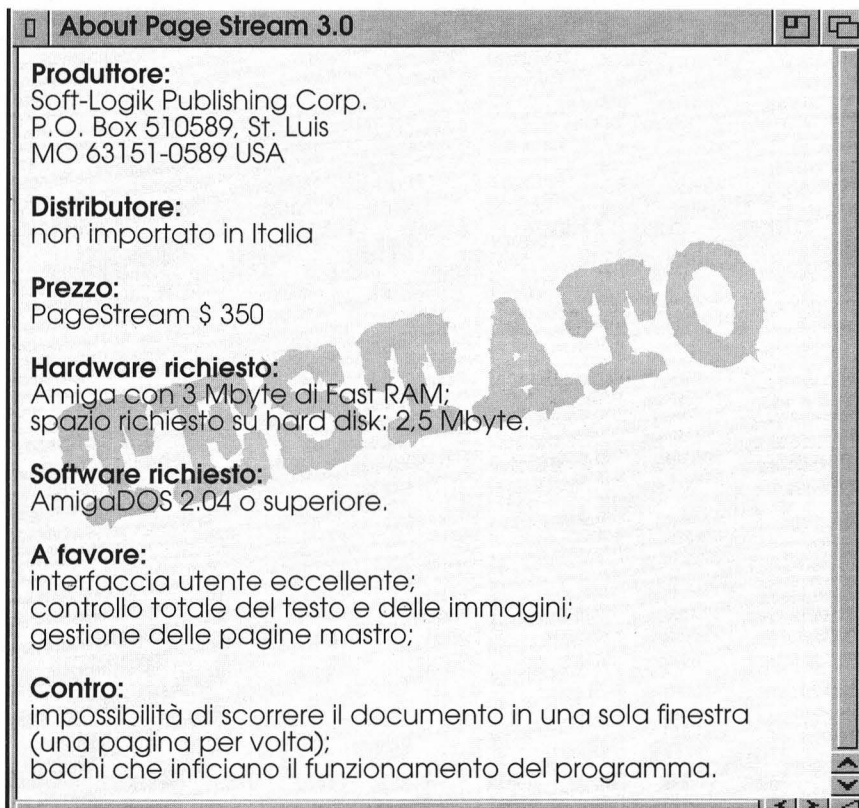 About Page Stream 3.0
Produttore:
Soft-Logik Publishing Corp.
P.O. Box 510589, St. Luis
MO 63151-0589 USA
Distributore:
non importato in Italia
Prezzo:
PageStream $ 350
TESTATO
Hardware richiesto:
Amiga con 3 Mbyte di Fast RAM;
spazio richiesto su hard disk: 2,5 Mbyte.
Software richiesto:
AmigaDOS 2.04 o superiore.
A favore:
interfaccia utente eccellente;
controllo totale del testo e delle immagini;
gestione delle pagine mastro;
Contro:
impossibilità di scorrere il documento in una sola finestra
(una pagina per volta);
bachi che inficiano il funzionamento del programma.